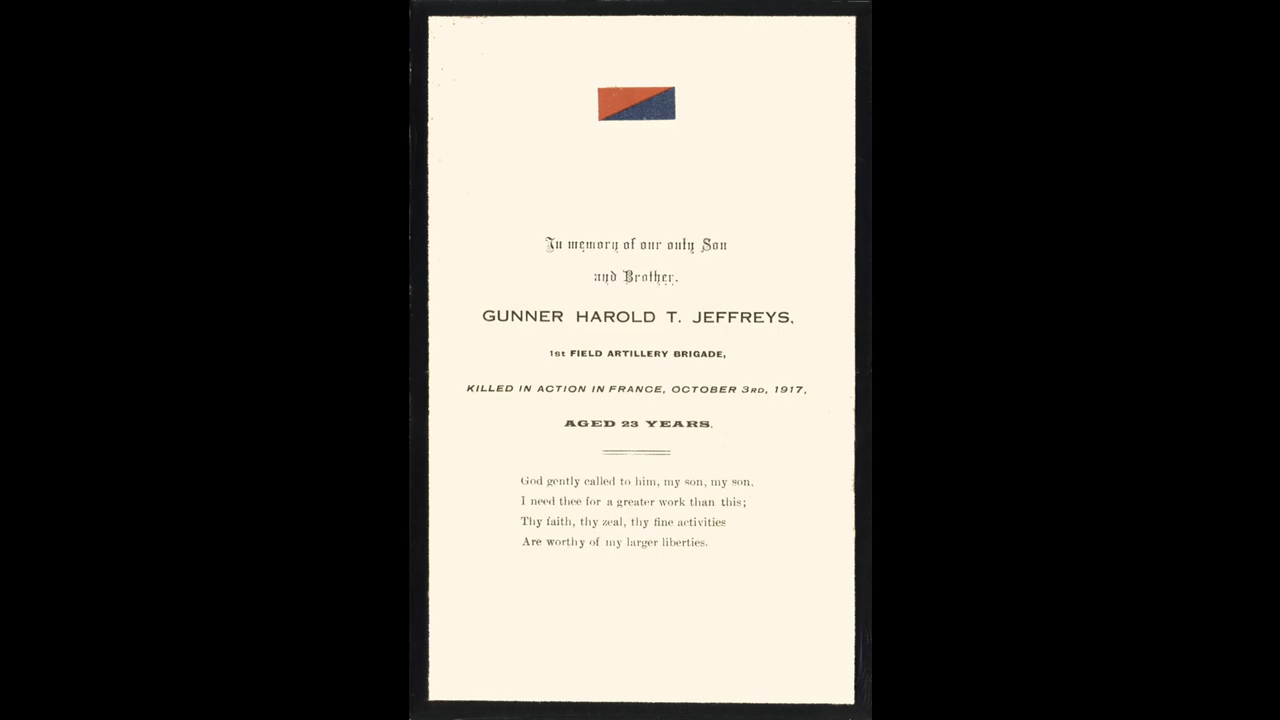 In memory of our only Son
and Brother.
GUNNER HAROLD T. JEFFREYS,
1st FIELD ARTILLERY BRIGADE,
KILLED IN ACTION IN FRANCE, OCTOBER 3RD, 1917,
AGED 23 YEARS.
God gently called to him, my son, my son,
I need thee for a greater work than this;
Thy faith, thy zeal, thy fine activities
Are worthy of my larger liberties.